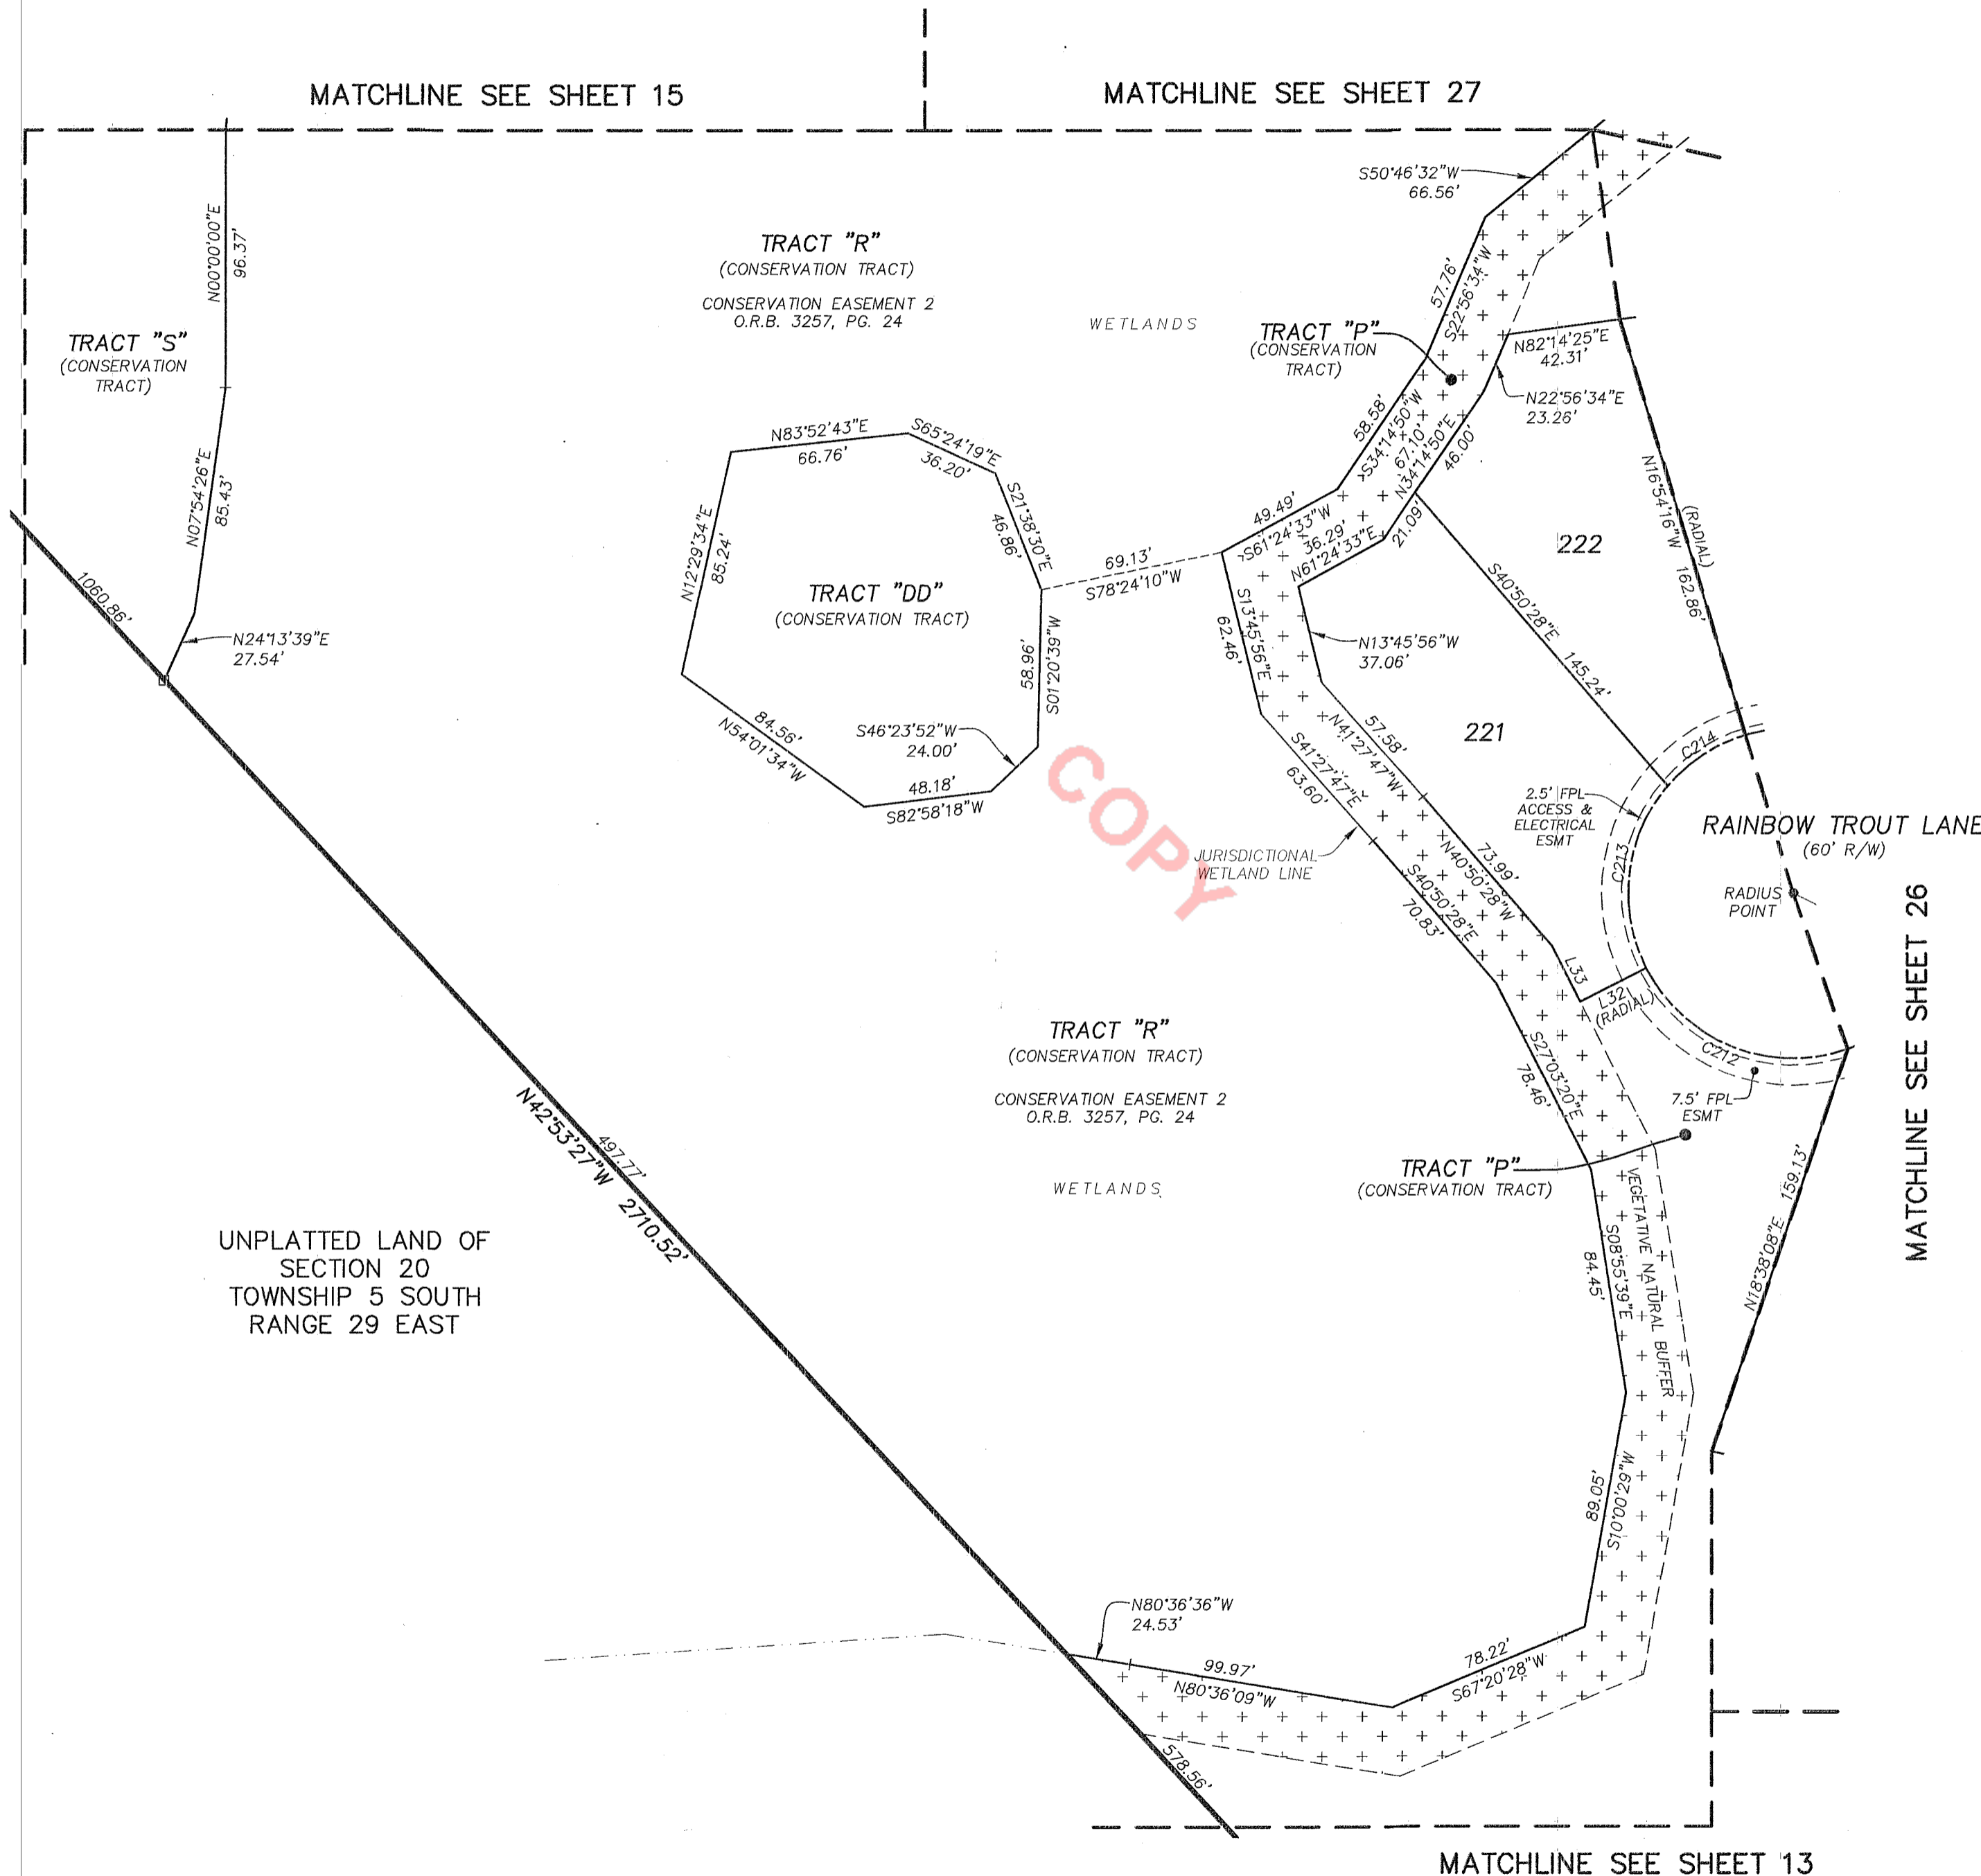 MATCHLINE SEE SHEET 15
MATCHLINE SEE SHEET 27
S50°46'32"W
66.56'
N00°00'00"E
96.37'
TRACT "S"
(CONSERVATION
TRACT)
N07°54'26"E
85.43'
1060.86'
N24°13'39"E
27.54'
TRACT "R"
(CONSERVATION TRACT)
CONSERVATION EASEMENT 2
O.R.B. 3257, PG. 24
WETLANDS
TRACT "P"
(CONSERVATION
TRACT)
57.76'
S22°56'34"W
N82°14'25"E
42.31'
N22°56'34"E
23.26'
58.58'
S34°14'50"W
67.10'
N34°14'50"E
46.00'
21.09'
49.49'
S61°24'33"W
36.29'
N61°24'33"E
N83°52'43"E
66.76'
S65°24'19"E
36.20'
S21°38'30"E
46.86'
N12°29'34"E
85.24'
TRACT "DD"
(CONSERVATION TRACT)
69.13'
S78°24'10"W
58.96'
S01°20'39"W
S46°23'52"W
24.00'
48.18'
S82°58'18"W
84.56'
N54°01'34"W
S13°45'56"E
62.46'
N13°45'56"W
37.06'
222
N16°54'16"W 162.86'
(RADIAL)
S40°50'28"E 145.24'
221
57.58'
N41°27'47"W
S41°27'47"E
63.60'
73.99'
N40°50'28"W
S40°50'28"E
70.83'
COPY
JURISDICTIONAL
WETLAND LINE
C214
C213
C212
2.5' FPL
ACCESS &
ELECTRICAL
ESMT
RAINBOW TROUT LANE
(60' R/W)
RADIUS
POINT
MATCHLINE SEE SHEET 26
L33
L32
(RADIAL)
S27°03'20"E
78.46'
7.5' FPL
ESMT
TRACT "R"
(CONSERVATION TRACT)
CONSERVATION EASEMENT 2
O.R.B. 3257, PG. 24
WETLANDS
TRACT "P"
(CONSERVATION TRACT)
VEGETATIVE NATURAL BUFFER
S08°55'39"E
84.45'
N18°38'08"E 159.13'
497.77'
N42°53'27"W 2710.52'
UNPLATTED LAND OF
SECTION 20
TOWNSHIP 5 SOUTH
RANGE 29 EAST
89.05'
S10°00'29"W
N80°36'36"W
24.53'
99.97'
N80°36'09"W
78.22'
S67°20'28"W
578.56'
MATCHLINE SEE SHEET 13